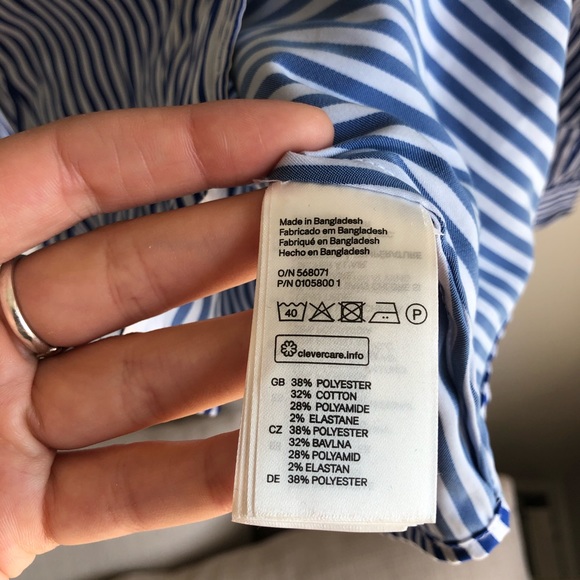 Made in Bangladesh
Fabricado em Bangladesh
Fabriqué en Bangladesh
Hecho en Bangladesh
O/N 568071
P/N 0105800 1
40 P
clevercare.info
GB 38% POLYESTER
32% COTTON
28% POLYAMIDE
2% ELASTANE
CZ 38% POLYESTER
32% BAVLNA
28% POLYAMID
2% ELASTAN
DE 38% POLYESTER